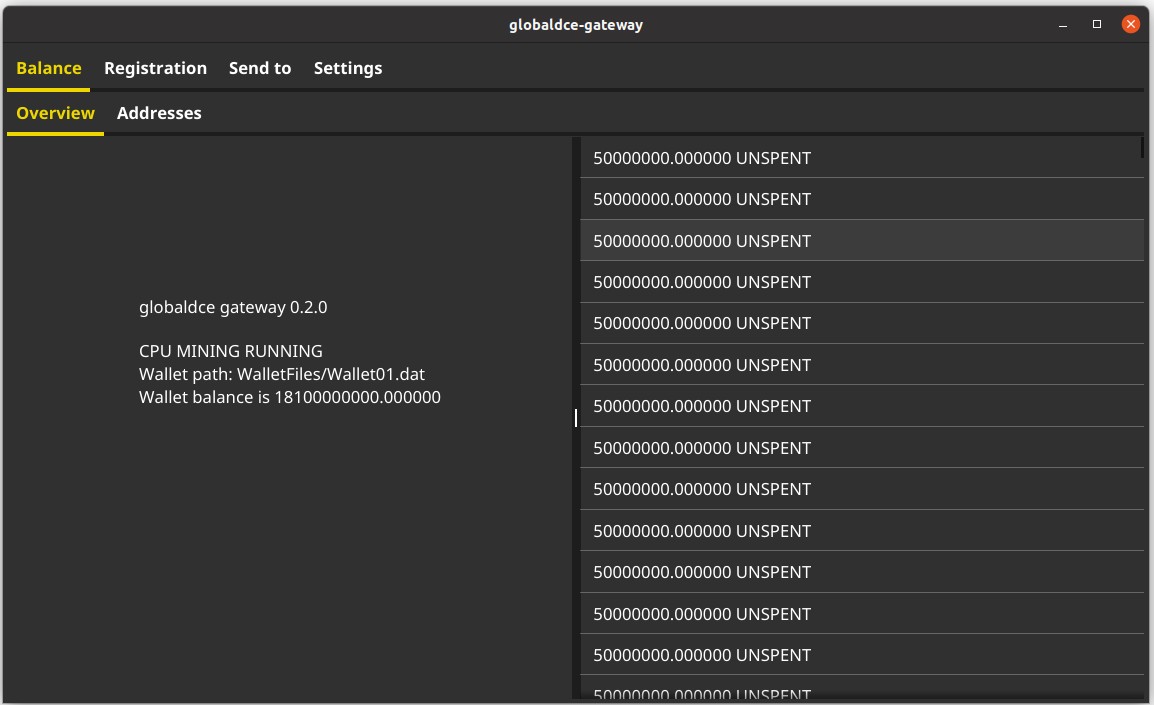 globaldce-gateway
Balance Registration Send to Settings
Overview Addresses
globaldce gateway 0.2.0
CPU MINING RUNNING
Wallet path: WalletFiles/Wallet01.dat
Wallet balance is 18100000000.000000
50000000.000000 UNSPENT
50000000.000000 UNSPENT
50000000.000000 UNSPENT
50000000.000000 UNSPENT
50000000.000000 UNSPENT
50000000.000000 UNSPENT
50000000.000000 UNSPENT
50000000.000000 UNSPENT
50000000.000000 UNSPENT
50000000.000000 UNSPENT
50000000.000000 UNSPENT
50000000.000000 UNSPENT
50000000.000000 UNSPENT
50000000.000000 UNSPENT